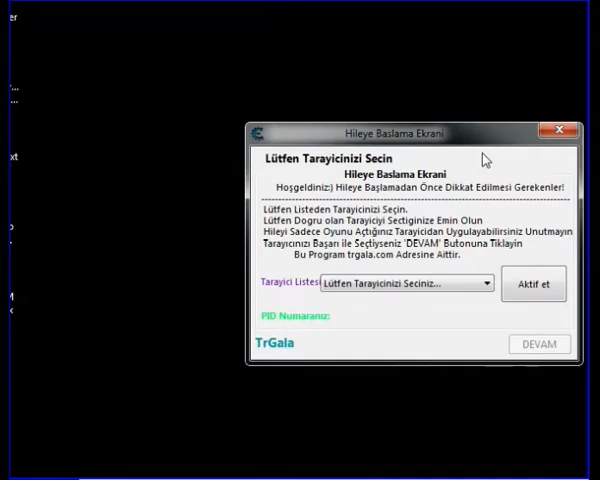 er
...
...
xt
Hileye Baslama Ekrani
Lütfen Tarayicinizi Secin
Hileye Baslama Ekrani
Hoşgeldiniz:) Hileye Başlamadan Önce Dikkat Edilmesi Gerekenler!
Lütfen Listeden Tarayicinizi Seçin.
Lütfen Dogru olan Tarayiciyi Sectiginize Emin Olun
Hileyi Sadece Oyunu Açtığınız Tarayicidan Uygulayabilirsiniz Unutmayın
Tarayıcınızı Başarı ile Seçtiyseniz 'DEVAM' Butonuna Tiklayin
Bu Program trgala.com Adresine Aittir.
Tarayici Listesi
Lütfen Tarayicinizi Seciniz...
Aktif et
PID Numaranız:
TrGala
DEVAM